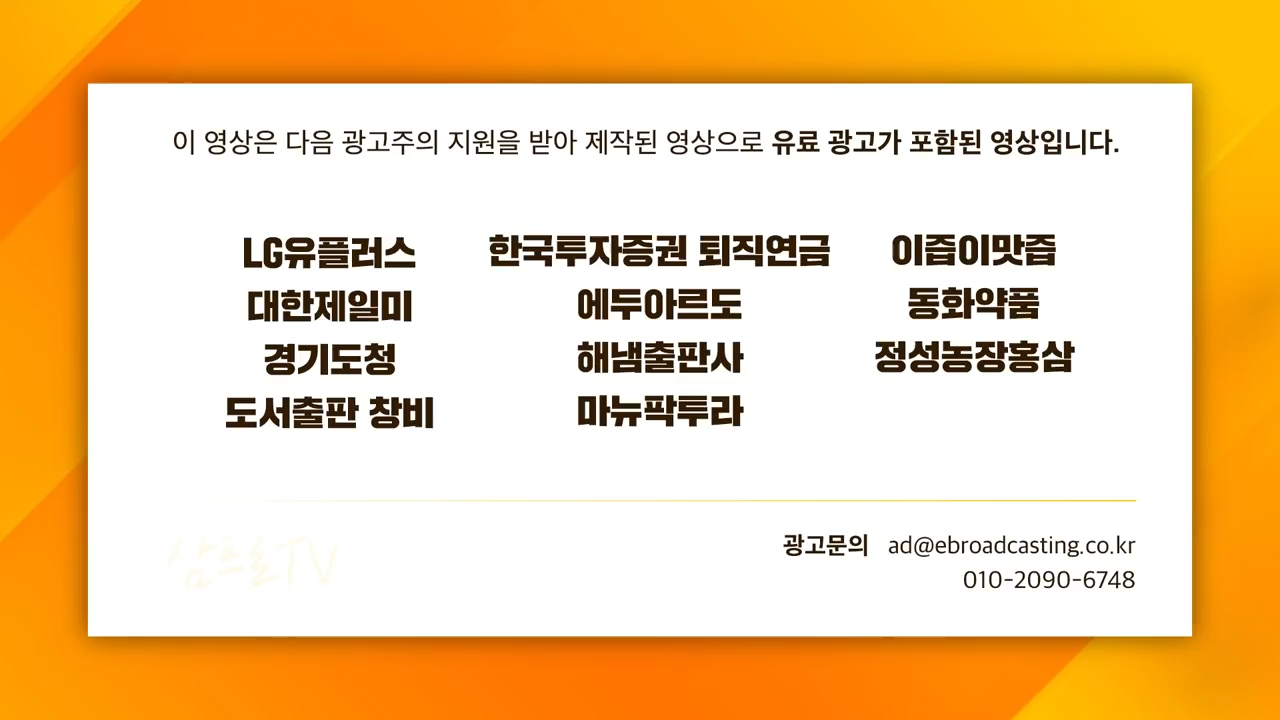 이 영상은 다음 광고주의 지원을 받아 제작된 영상으로 유료 광고가 포함된 영상입니다.
LG유플러스 한국투자증권 퇴직연금 이즙이맛즙
대한제일미 에두아르도 동화약품
경기도청 해냄출판사 정성농장홍삼
도서출판 창비 마뉴팍투라
삼프로TV
광고문의 ad@ebroadcasting.co.kr
010-2090-6748